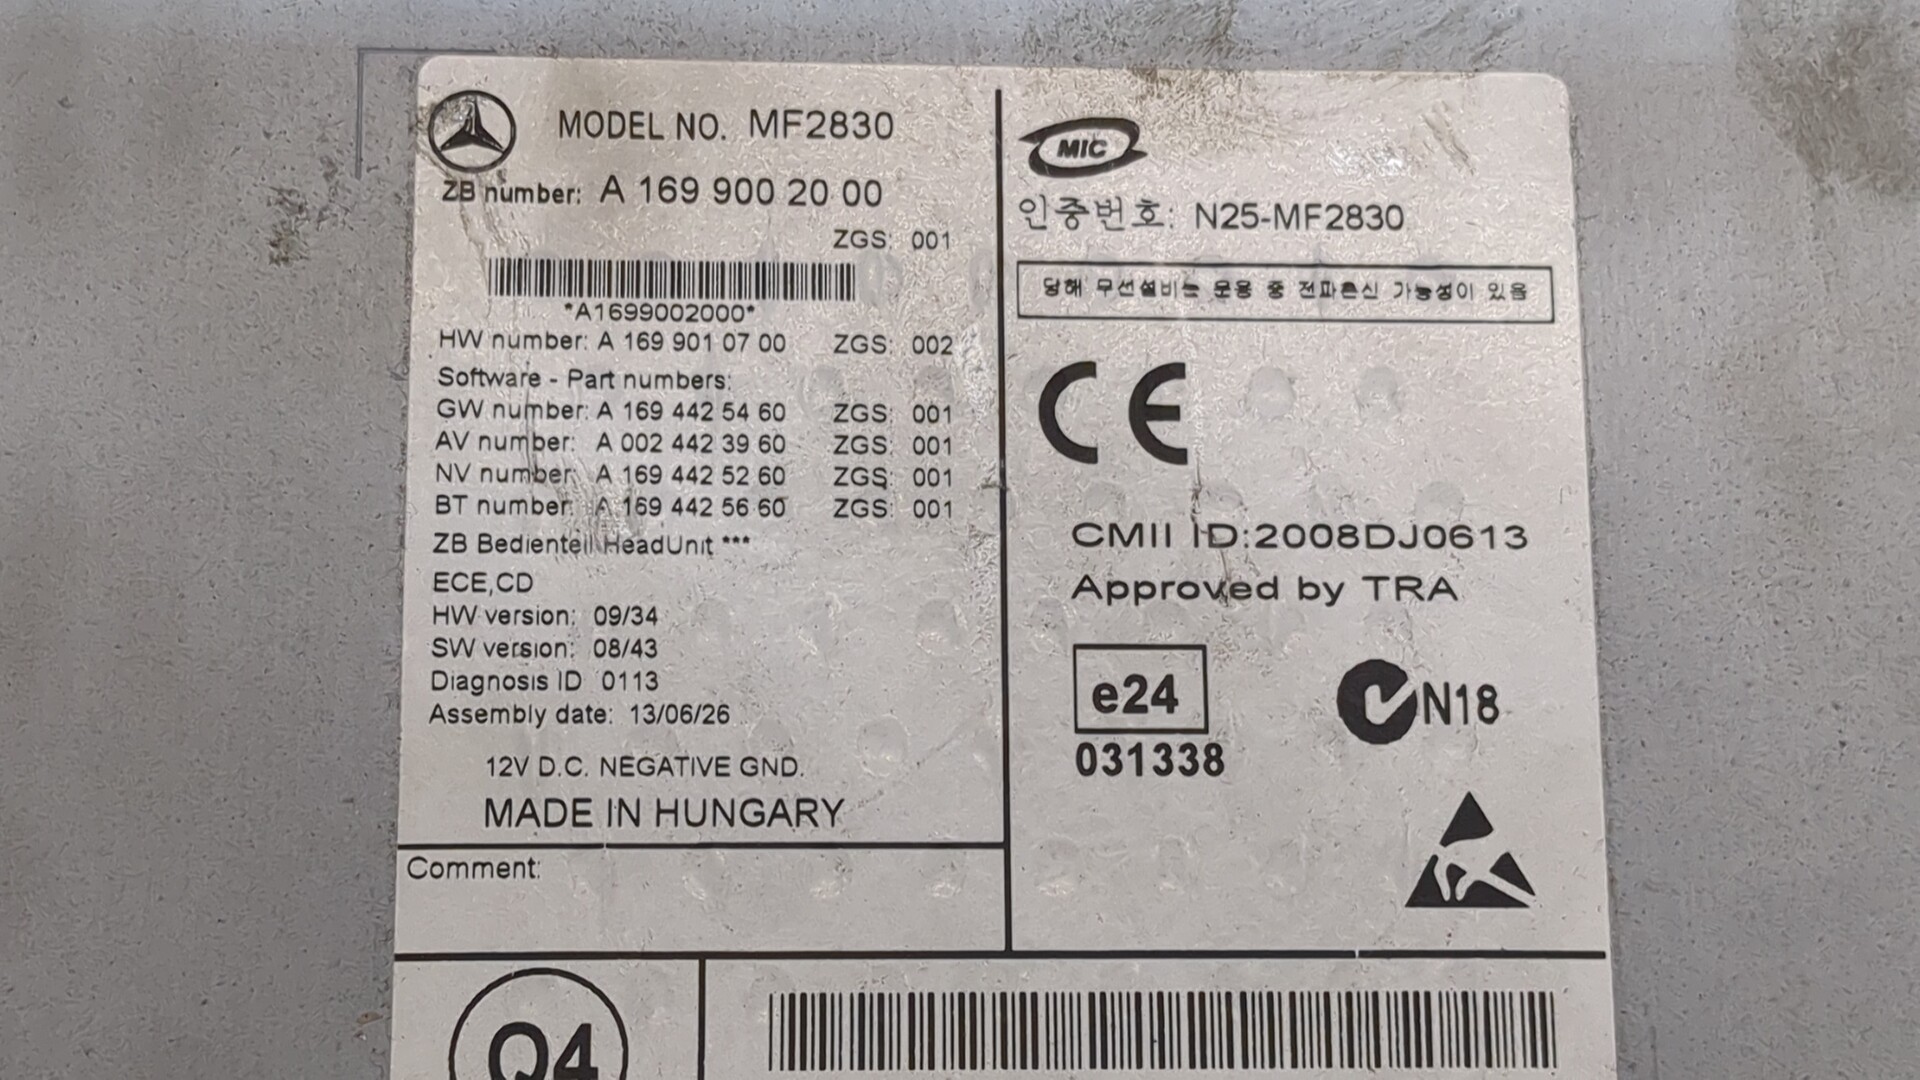 MODEL NO. MF2830
ZB number: A 169 900 20 00
ZGS: 001
*A1699002000*
HW number: A 169 901 07 00 ZGS: 002
Software - Part numbers:
GW number: A 169 442 54 60 ZGS: 001
AV number: A 002 442 39 60 ZGS: 001
NV number: A 169 442 52 60 ZGS: 001
BT number: A 169 442 56 60 ZGS: 001
ZB Bedienteil HeadUnit ***
ECE,CD
HW version: 09/34
SW version: 08/43
Diagnosis ID 0113
Assembly date: 13/06/26
12V D.C. NEGATIVE GND.
MADE IN HUNGARY
Comment:
Q4
MIC
인증번호: N25-MF2830
당해 무선설비는 운용 중 전파혼신 가능성이 있음
CE
CMII ID:2008DJ0613
Approved by TRA
e24
031338
N18